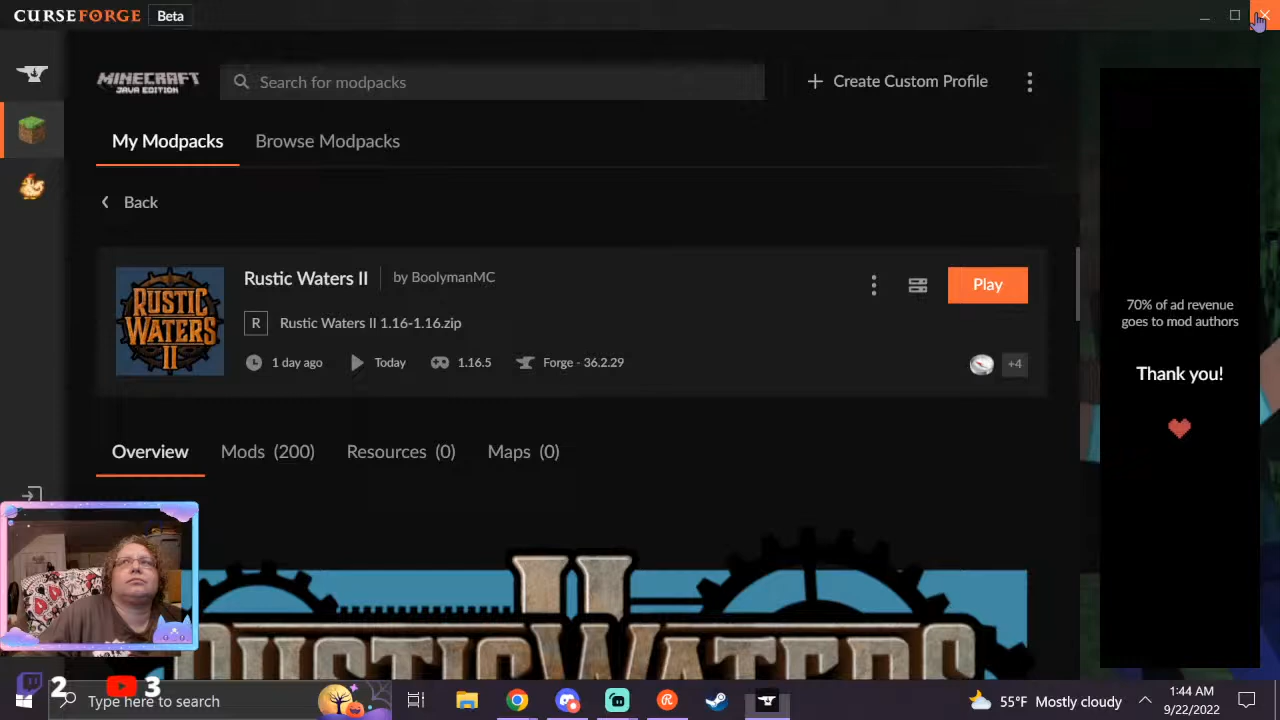 CURSEFORGE Beta
MINECRAFT
JAVA EDITION
Search for modpacks
Create Custom Profile
My Modpacks
Browse Modpacks
Back
RUSTIC
WATERS
II
Rustic Waters II
by BoolymanMC
Play
R
Rustic Waters II 1.16-1.16.zip
1 day ago
Today
1.16.5
Forge - 36.2.29
+4
70% of ad revenue
goes to mod authors
Thank you!
Overview
Mods (200)
Resources (0)
Maps (0)
II
RUSTIC WATERS
2
3
Type here to search
55°F Mostly cloudy
1:44 AM
9/22/2022